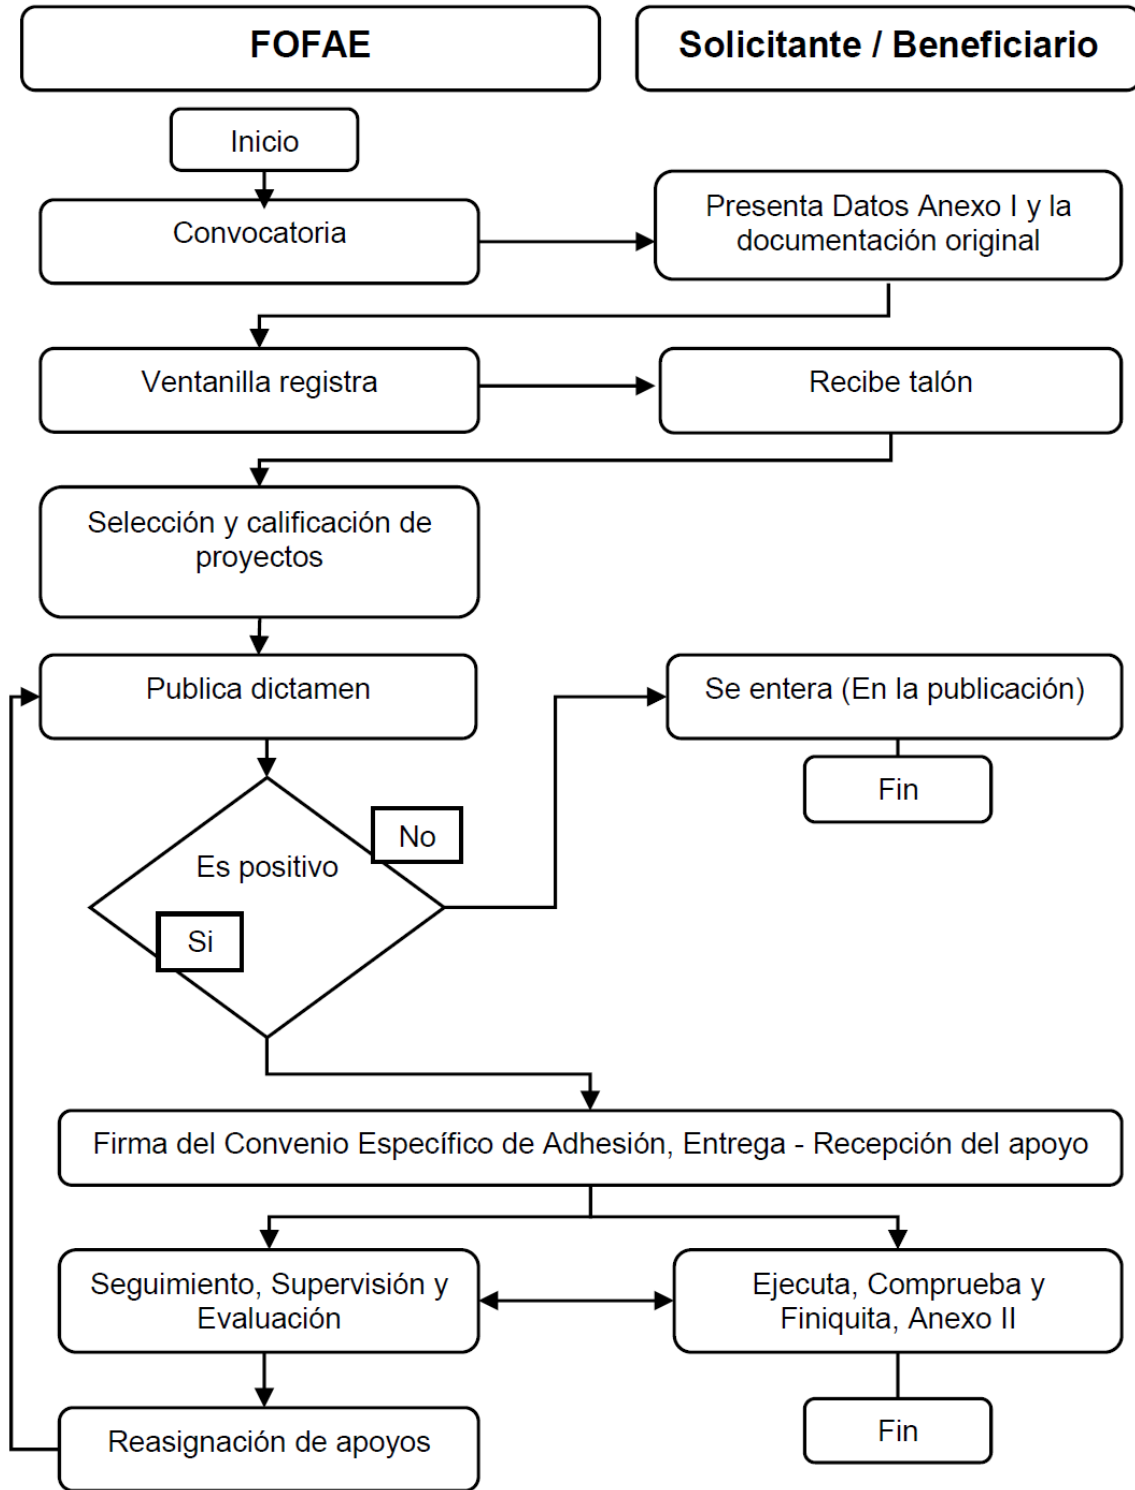 FOFAE
Solicitante / Beneficiario
Inicio
Convocatoria
Presenta Datos Anexo I y la
documentación original
Ventanilla registra
Recibe talón
Selección y calificación de
proyectos
Publica dictamen
Se entera (En la publicación)
Fin
No
Es positivo
Si
Firma del Convenio Específico de Adhesión, Entrega - Recepción del apoyo
Seguimiento, Supervisión y
Evaluación
Ejecuta, Comprueba y
Finiquita, Anexo II
Reasignación de apoyos
Fin